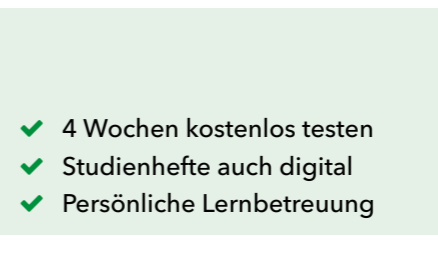 4 Wochen kostenlos testen
Studienhefte auch digital
Persönliche Lernbetreuung